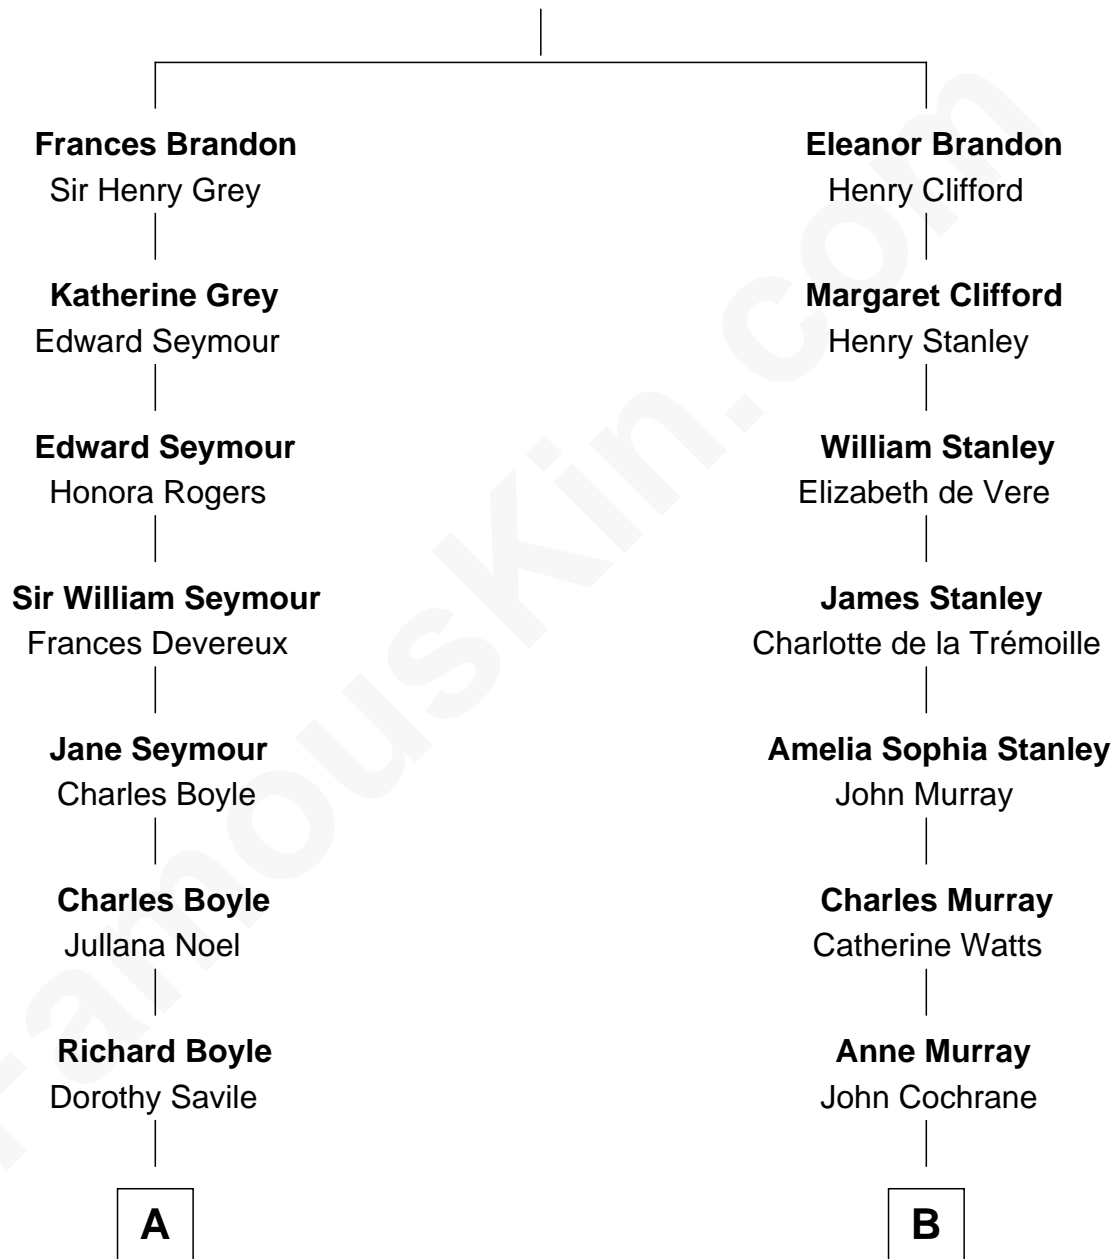 Frances Brandon
Sir Henry Grey
Katherine Grey
Edward Seymour
Edward Seymour
Honora Rogers
Sir William Seymour
Frances Devereux
Jane Seymour
Charles Boyle
Charles Boyle
Jullana Noel
Richard Boyle
Dorothy Savile
A
Eleanor Brandon
Henry Clifford
Margaret Clifford
Henry Stanley
William Stanley
Elizabeth de Vere
James Stanley
Charlotte de la Trémoille
Amelia Sophia Stanley
John Murray
Charles Murray
Catherine Watts
Anne Murray
John Cochrane
B
FamousKin.com